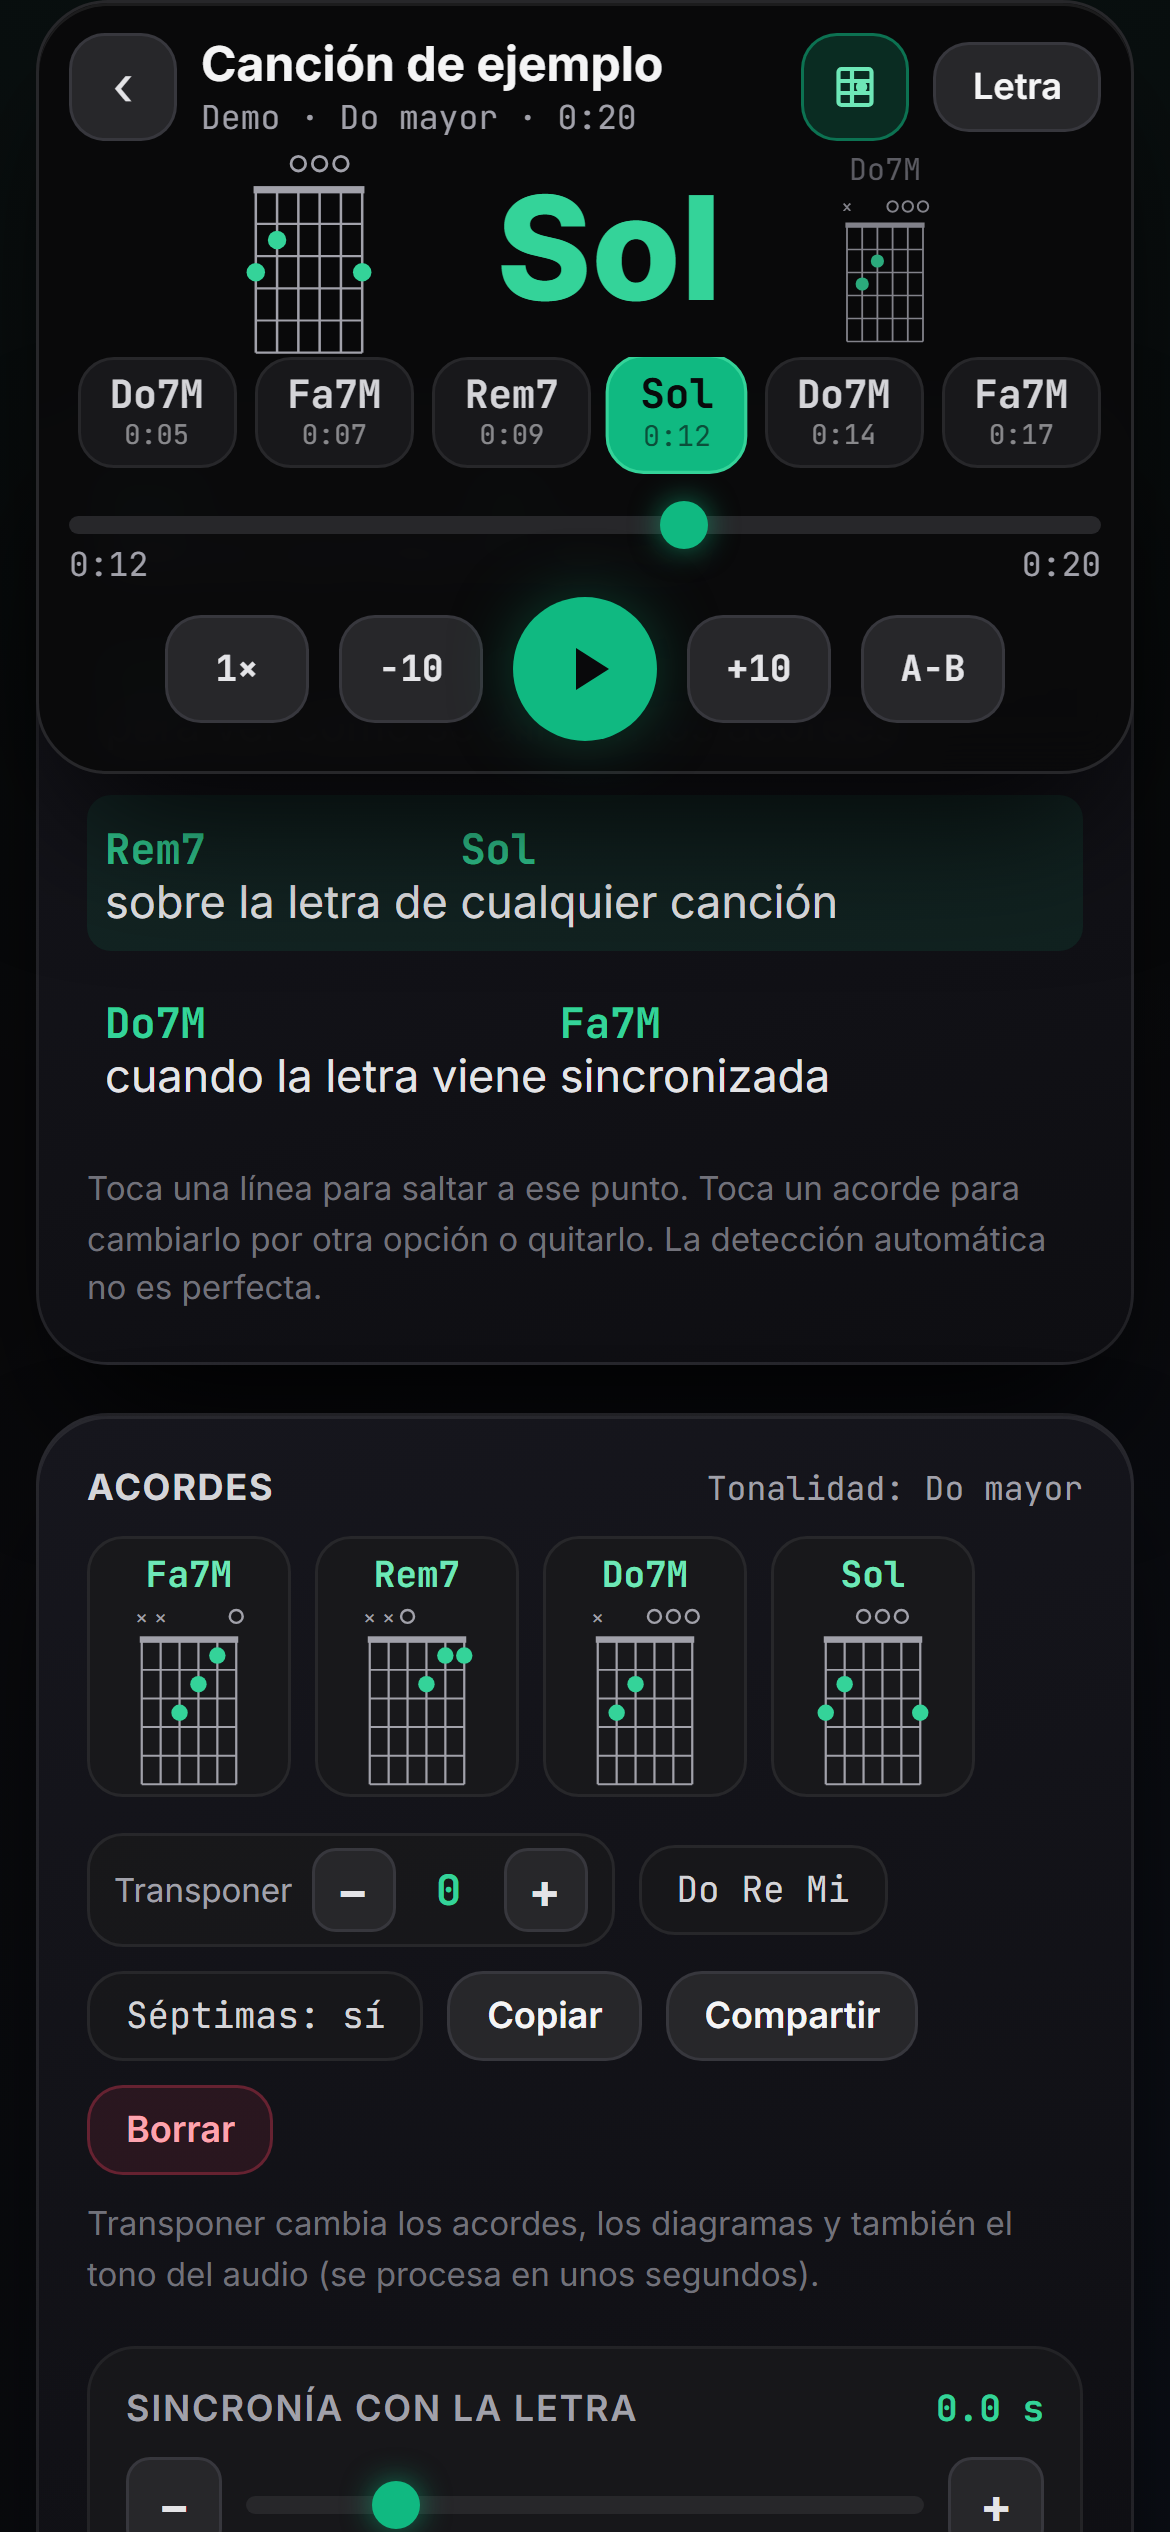 ‹
Canción de ejemplo
Demo · Do mayor · 0:20
Letra
Sol
Do7M
Do7M Fa7M Rem7 Sol Do7M Fa7M
0:05 0:07 0:09 0:12 0:14 0:17
0:12 0:20
1× -10 +10 A-B
Rem7 Sol
sobre la letra de cualquier canción
Do7M Fa7M
cuando la letra viene sincronizada
Toca una línea para saltar a ese punto. Toca un acorde para
cambiarlo por otra opción o quitarlo. La detección automática
no es perfecta.
ACORDES Tonalidad: Do mayor
Fa7M Rem7 Do7M Sol
Transponer − 0 + Do Re Mi
Séptimas: sí Copiar Compartir
Borrar
Transponer cambia los acordes, los diagramas y también el
tono del audio (se procesa en unos segundos).
SINCRONÍA CON LA LETRA 0.0 s
− +